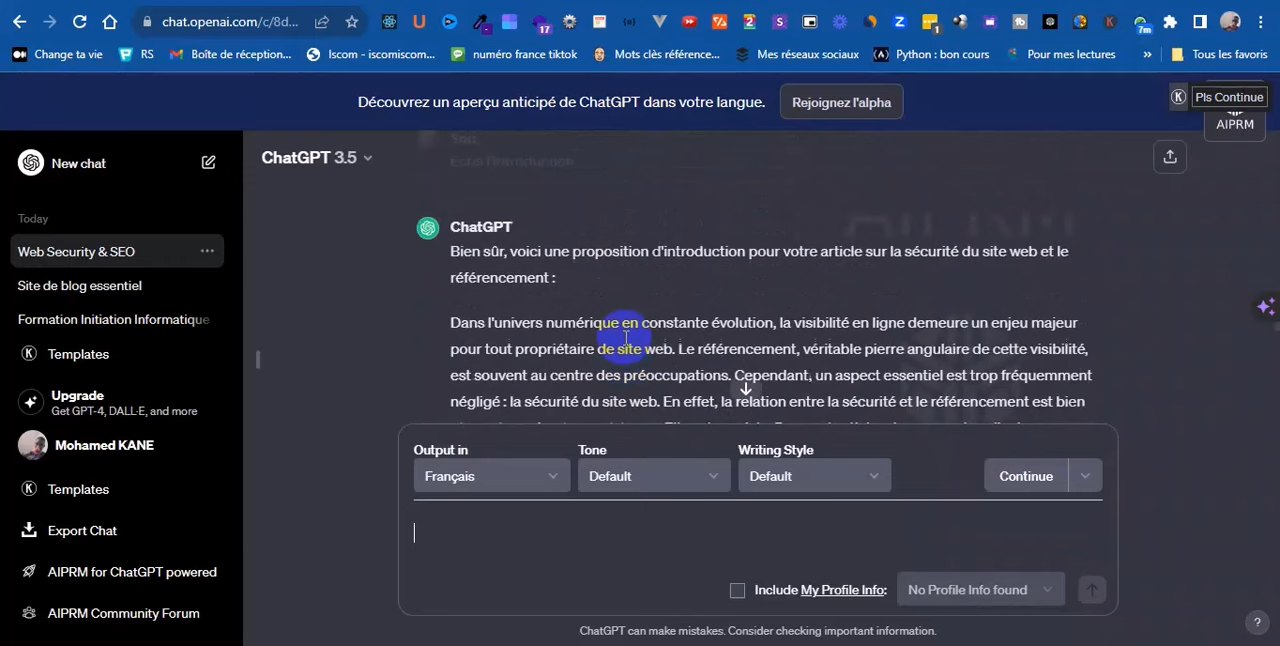 chat.openai.com/c/8d...
17
1
7m
Change ta vie
RS
Boîte de réception...
Iscom — iscomiscom...
numéro france tiktok
Mots clés référence...
Mes réseaux sociaux
Python : bon cours
Pour mes lectures
»
Tous les favoris
Découvrez un aperçu anticipé de ChatGPT dans votre langue.
Rejoignez l'alpha
Pls Continue
AIPRM
New chat
ChatGPT 3.5
You
Today
Web Security & SEO
Site de blog essentiel
Formation Initiation Informatique
Templates
Upgrade
Get GPT-4, DALL·E, and more
Mohamed KANE
Templates
Export Chat
AIPRM for ChatGPT powered
AIPRM Community Forum
ChatGPT
Bien sûr, voici une proposition d'introduction pour votre article sur la sécurité du site web et le
référencement :
Dans l'univers numérique en constante évolution, la visibilité en ligne demeure un enjeu majeur
pour tout propriétaire de site web. Le référencement, véritable pierre angulaire de cette visibilité,
est souvent au centre des préoccupations. Cependant, un aspect essentiel est trop fréquemment
négligé : la sécurité du site web. En effet, la relation entre la sécurité et le référencement est bien
Output in
Tone
Writing Style
Français
Default
Default
Continue
Include My Profile Info:
No Profile Info found
ChatGPT can make mistakes. Consider checking important information.
?